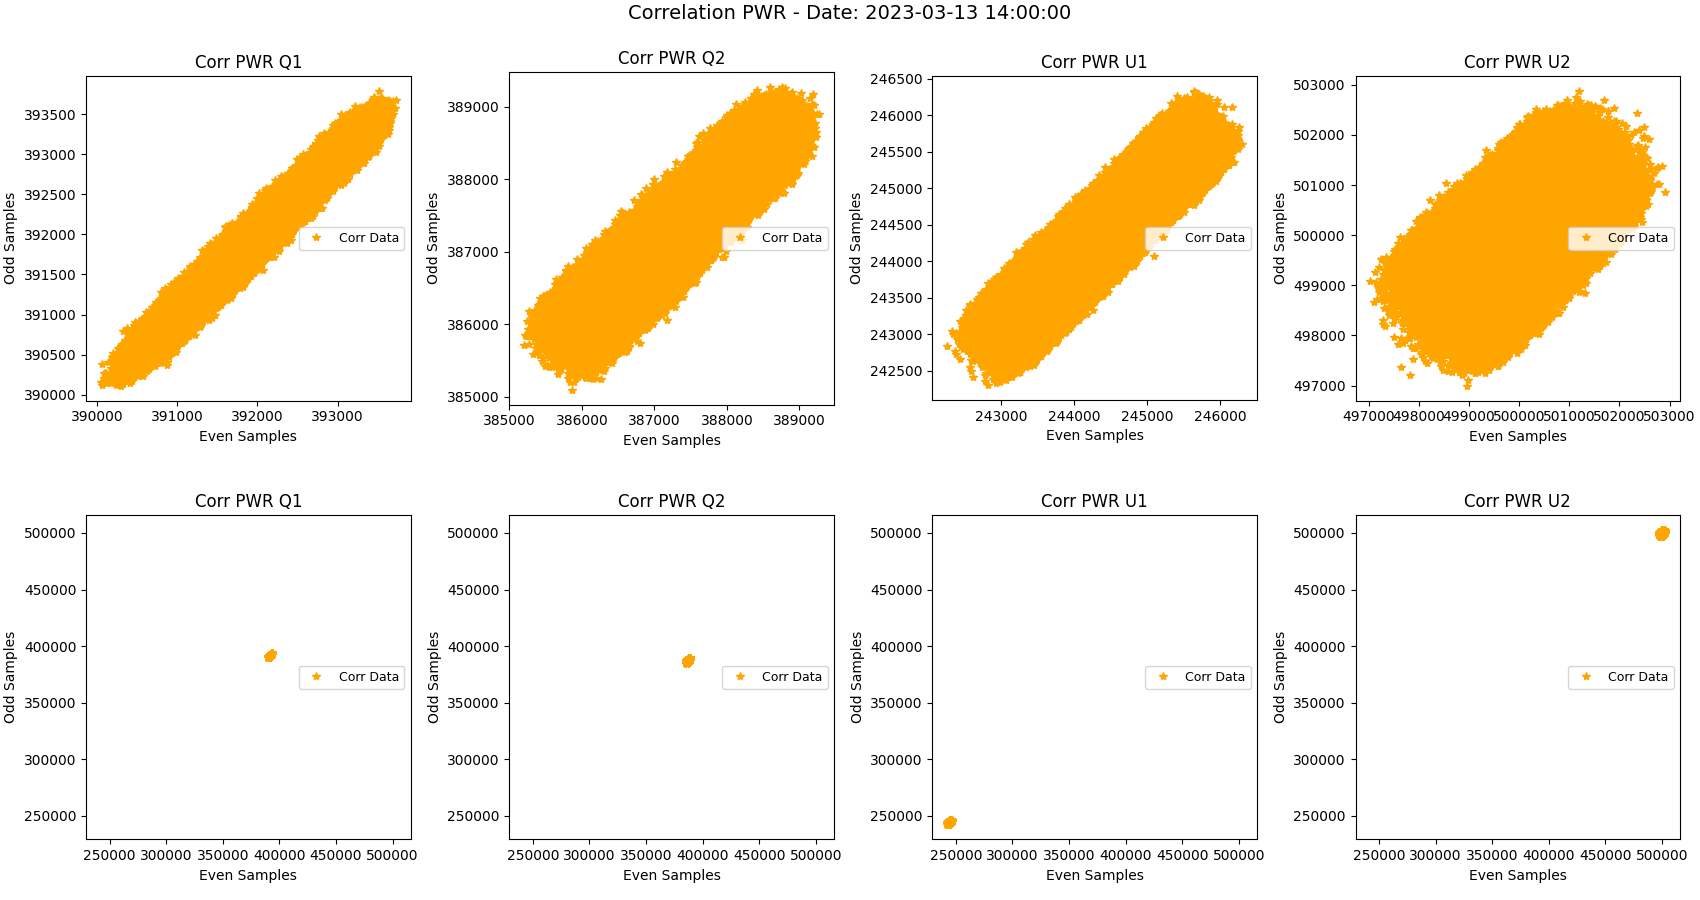 Correlation PWR - Date: 2023-03-13 14:00:00
Corr PWR Q1
Corr PWR Q2
Corr PWR U1
Corr PWR U2
Odd Samples
393500
393000
392500
392000
391500
391000
390500
390000
Corr Data
390000 391000 392000 393000
Even Samples
Odd Samples
389000
388000
387000
386000
385000
Corr Data
385000 386000 387000 388000 389000
Even Samples
Odd Samples
246500
246000
245500
245000
244500
244000
243500
243000
242500
Corr Data
243000 244000 245000 246000
Even Samples
Odd Samples
503000
502000
501000
500000
499000
498000
497000
Corr Data
497000 498000 499000 500000 501000 502000 503000
Even Samples
Corr PWR Q1
Corr PWR Q2
Corr PWR U1
Corr PWR U2
Odd Samples
500000
450000
400000
350000
300000
250000
Corr Data
250000 300000 350000 400000 450000 500000
Even Samples
Odd Samples
500000
450000
400000
350000
300000
250000
Corr Data
250000 300000 350000 400000 450000 500000
Even Samples
Odd Samples
500000
450000
400000
350000
300000
250000
Corr Data
250000 300000 350000 400000 450000 500000
Even Samples
Odd Samples
500000
450000
400000
350000
300000
250000
Corr Data
250000 300000 350000 400000 450000 500000
Even Samples